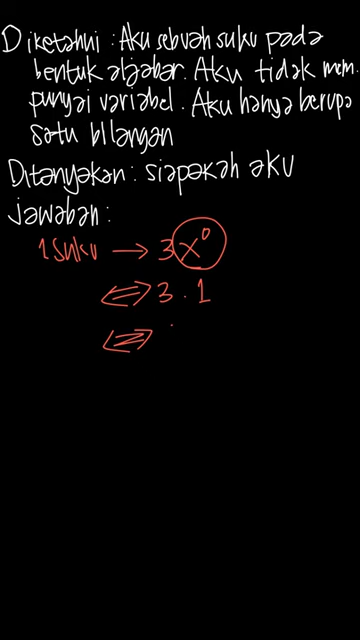 Diketahui : Aku sebuah suku pada
bentuk aljabar. Aku tidak mem.
punyai variabel. Aku hanya berupa
satu bilangan
Ditanyakan : siapakah aku
Jawaban :
1 suku → 3x⁰
⇔ 3 . 1
⇔